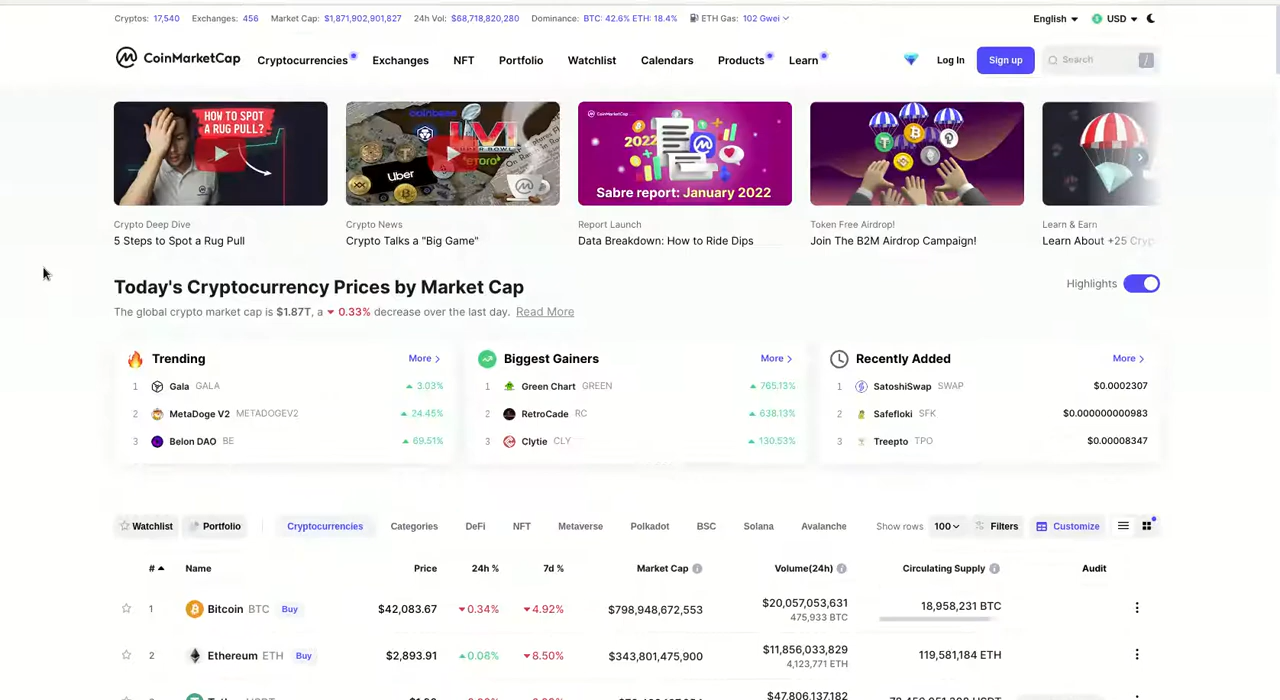 Cryptos: 17,540 Exchanges: 456 Market Cap: $1,871,902,901,827 24h Vol: $68,718,820,280 Dominance: BTC: 42.6% ETH: 18.4% ETH Gas: 102 Gwei English USD
CoinMarketCap Cryptocurrencies Exchanges NFT Portfolio Watchlist Calendars Products Learn Log In Sign up Search /
HOW TO SPOT
A RUG PULL?
coinbase
LVI
SUPER BOWL
eToro
Uber
CoinMarketCap
2022
Sabre report: January 2022
Crypto Deep Dive Crypto News Report Launch Token Free Airdrop! Learn & Earn
5 Steps to Spot a Rug Pull Crypto Talks a "Big Game" Data Breakdown: How to Ride Dips Join The B2M Airdrop Campaign! Learn About +25 Cryp
Today's Cryptocurrency Prices by Market Cap Highlights
The global crypto market cap is $1.87T, a 0.33% decrease over the last day. Read More
Trending More Biggest Gainers More Recently Added More
1 Gala GALA 3.03% 1 Green Chart GREEN 765.13% 1 SatoshiSwap SWAP $0.0002307
2 MetaDoge V2 METADOGEV2 24.45% 2 RetroCade RC 638.13% 2 Safefloki SFK $0.000000000983
3 Belon DAO BE 69.51% 3 Clytie CLY 130.53% 3 Treepto TPO $0.00008347
Watchlist Portfolio Cryptocurrencies Categories DeFi NFT Metaverse Polkadot BSC Solana Avalanche Show rows 100 Filters Customize
# Name Price 24h % 7d % Market Cap Volume(24h) Circulating Supply Audit
1 Bitcoin BTC Buy $42,083.67 0.34% 4.92% $798,948,672,553 $20,057,053,631 18,958,231 BTC
475,933 BTC
2 Ethereum ETH Buy $2,893.91 0.08% 8.50% $343,801,475,900 $11,856,033,829 119,581,184 ETH
4,123,771 ETH
$47,806,137,182